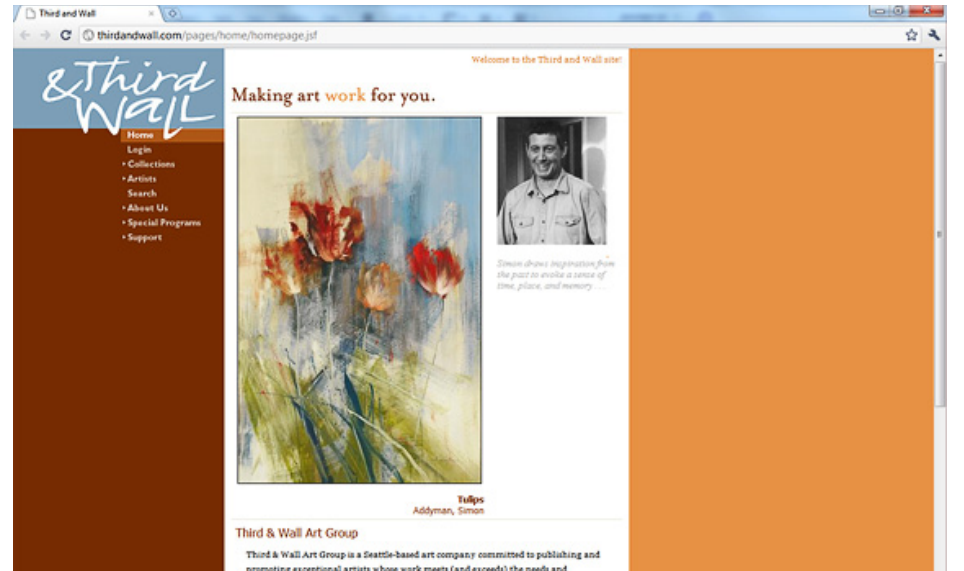 Third and Wall
thirdandwall.com/pages/home/homepage.jsf
&Third
Wall
Welcome to the Third and Wall site!
Making art work for you.
Home
Login
Collections
Artists
Search
About Us
Special Programs
Support
Simon draws inspiration from
the past to evoke a sense of
time, place, and memory . . .
Tulips
Addyman, Simon
Third & Wall Art Group
Third & Wall Art Group is a Seattle-based art company committed to publishing and
promoting exceptional artists whose work meets (and exceeds) the needs and